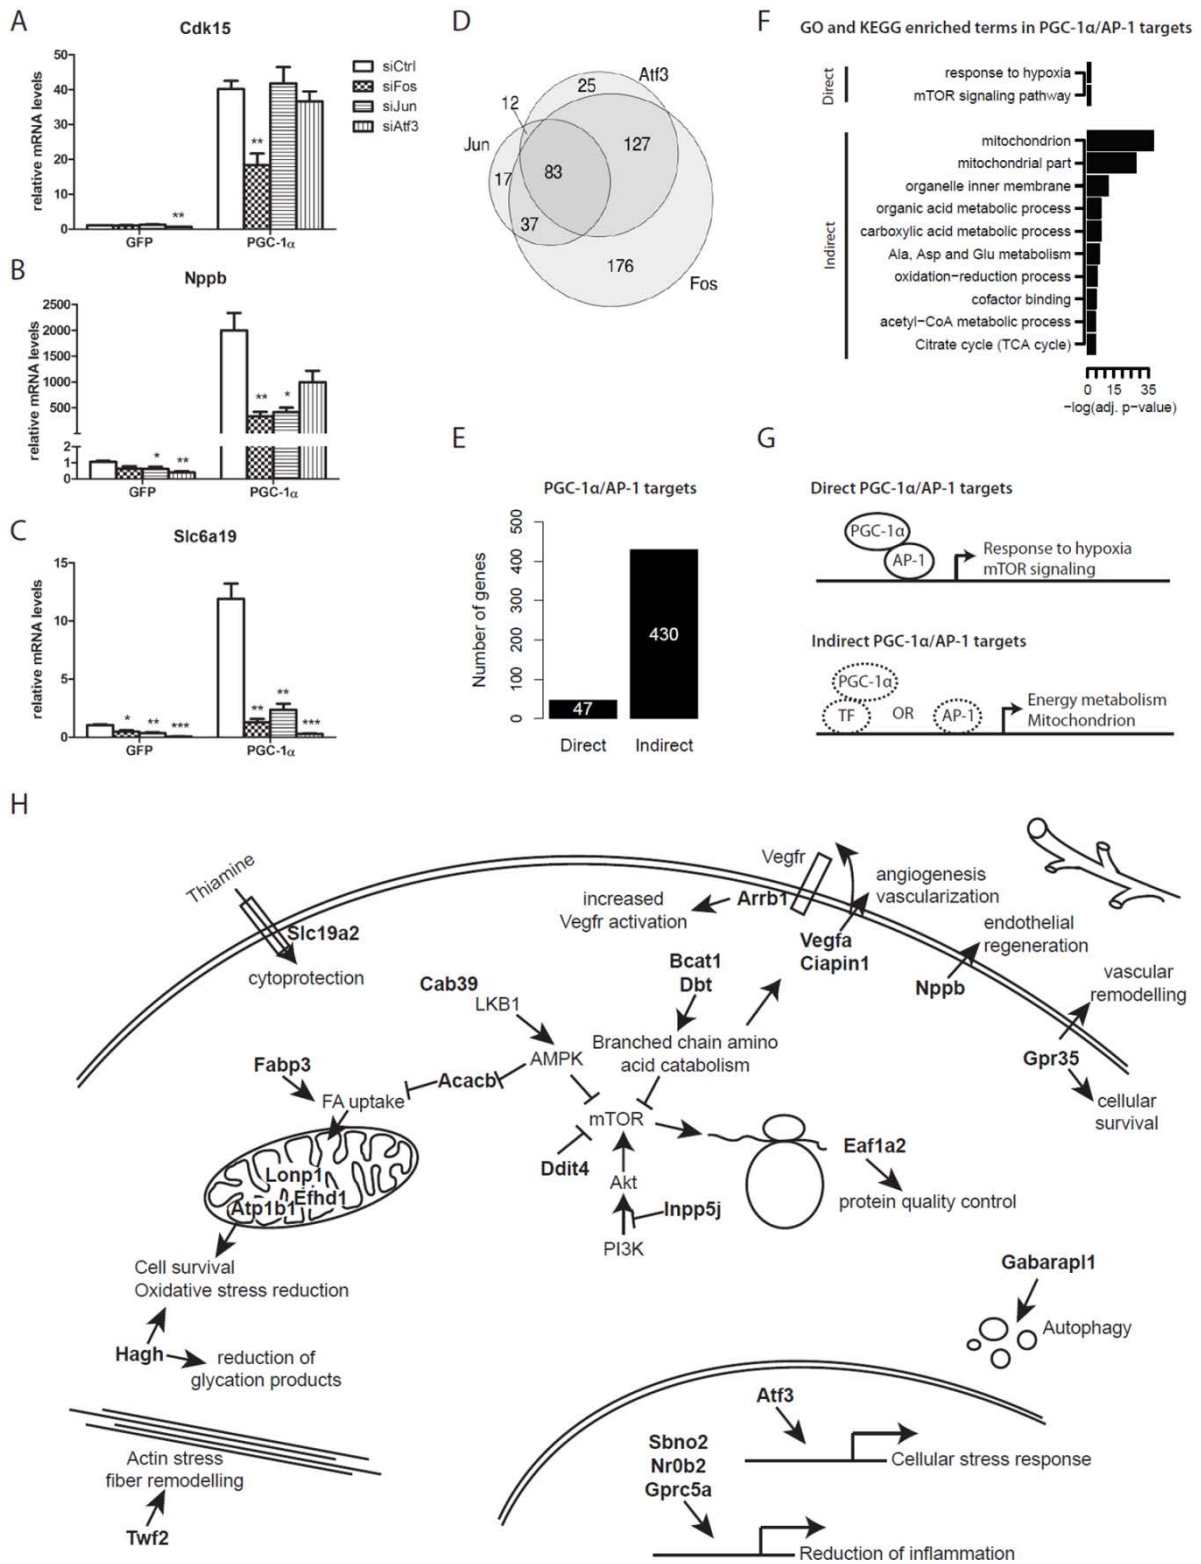 A
Cdk15
relative mRNA levels
50
40
30
20
10
0
**
**
GFP
PGC-1α
siCtrl
siFos
siJun
siAtf3
B
Nppb
relative mRNA levels
2500
2000
1500
1000
500
2
1
0
*
**
**
*
GFP
PGC-1α
C
Slc6a19
relative mRNA levels
15
10
5
0
*
**
***
**
**
***
GFP
PGC-1α
D
Atf3
25
12
Jun
127
83
17
37
176
Fos
E
PGC-1α/AP-1 targets
Number of genes
500
400
300
200
100
0
47
430
Direct
Indirect
F
GO and KEGG enriched terms in PGC-1α/AP-1 targets
Direct
response to hypoxia
mTOR signaling pathway
Indirect
mitochondrion
mitochondrial part
organelle inner membrane
organic acid metabolic process
carboxylic acid metabolic process
Ala, Asp and Glu metabolism
oxidation−reduction process
cofactor binding
acetyl−CoA metabolic process
Citrate cycle (TCA cycle)
0 15 35
−log(adj. p−value)
G
Direct PGC-1α/AP-1 targets
PGC-1α
AP-1
Response to hypoxia
mTOR signaling
Indirect PGC-1α/AP-1 targets
PGC-1α
TF
OR
AP-1
Energy metabolism
Mitochondrion
H
Thiamine
Slc19a2
cytoprotection
increased
Vegfr activation
Arrb1
Vegfr
angiogenesis
vascularization
Vegfa
Ciapin1
endothelial
regeneration
Nppb
vascular
remodelling
Gpr35
cellular
survival
Bcat1
Dbt
Branched chain amino
acid catabolism
Cab39
LKB1
AMPK
Acacb
Fabp3
FA uptake
mTOR
Ddit4
Akt
Inpp5j
PI3K
Eaf1a2
protein quality control
Lonp1
Efhd1
Atp1b1
Cell survival
Oxidative stress reduction
Hagh
reduction of
glycation products
Actin stress
fiber remodelling
Twf2
Gabarapl1
Autophagy
Atf3
Cellular stress response
Sbno2
Nr0b2
Gprc5a
Reduction of inflammation